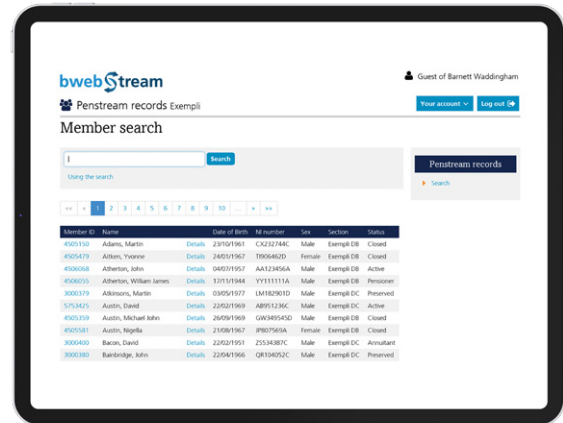 bwebStream
Guest of Barnett Waddingham
Penstream records Exempli
Your account
Log out
Member search
Search
Using the search
Penstream records
Search
<< < 1 2 3 4 5 6 7 8 9 10 ... > >>
Member ID Name Date of Birth NI number Sex Section Status
4505150 Adams, Martin Details 23/10/1961 CX232744C Male Exempli DB Closed
4505479 Aitken, Yvonne Details 24/01/1967 TI906462D Female Exempli DB Closed
4506068 Atherton, John Details 04/07/1957 AA123456A Male Exempli DB Active
4506055 Atherton, William James Details 17/11/1944 YY111111A Male Exempli DB Pensioner
3000379 Atkinsons, Martin Details 03/05/1977 LM182901D Male Exempli DC Preserved
5753425 Austin, David Details 22/02/1969 AB951236C Male Exempli DC Active
4505359 Austin, Michael John Details 26/09/1969 GW349545D Male Exempli DB Closed
4505581 Austin, Nigella Details 21/08/1967 JP807569A Female Exempli DB Closed
3000400 Bacon, David Details 22/02/1951 ZS534387C Male Exempli DC Annuitant
3000380 Bainbridge, John Details 22/04/1966 QR104052C Male Exempli DC Preserved